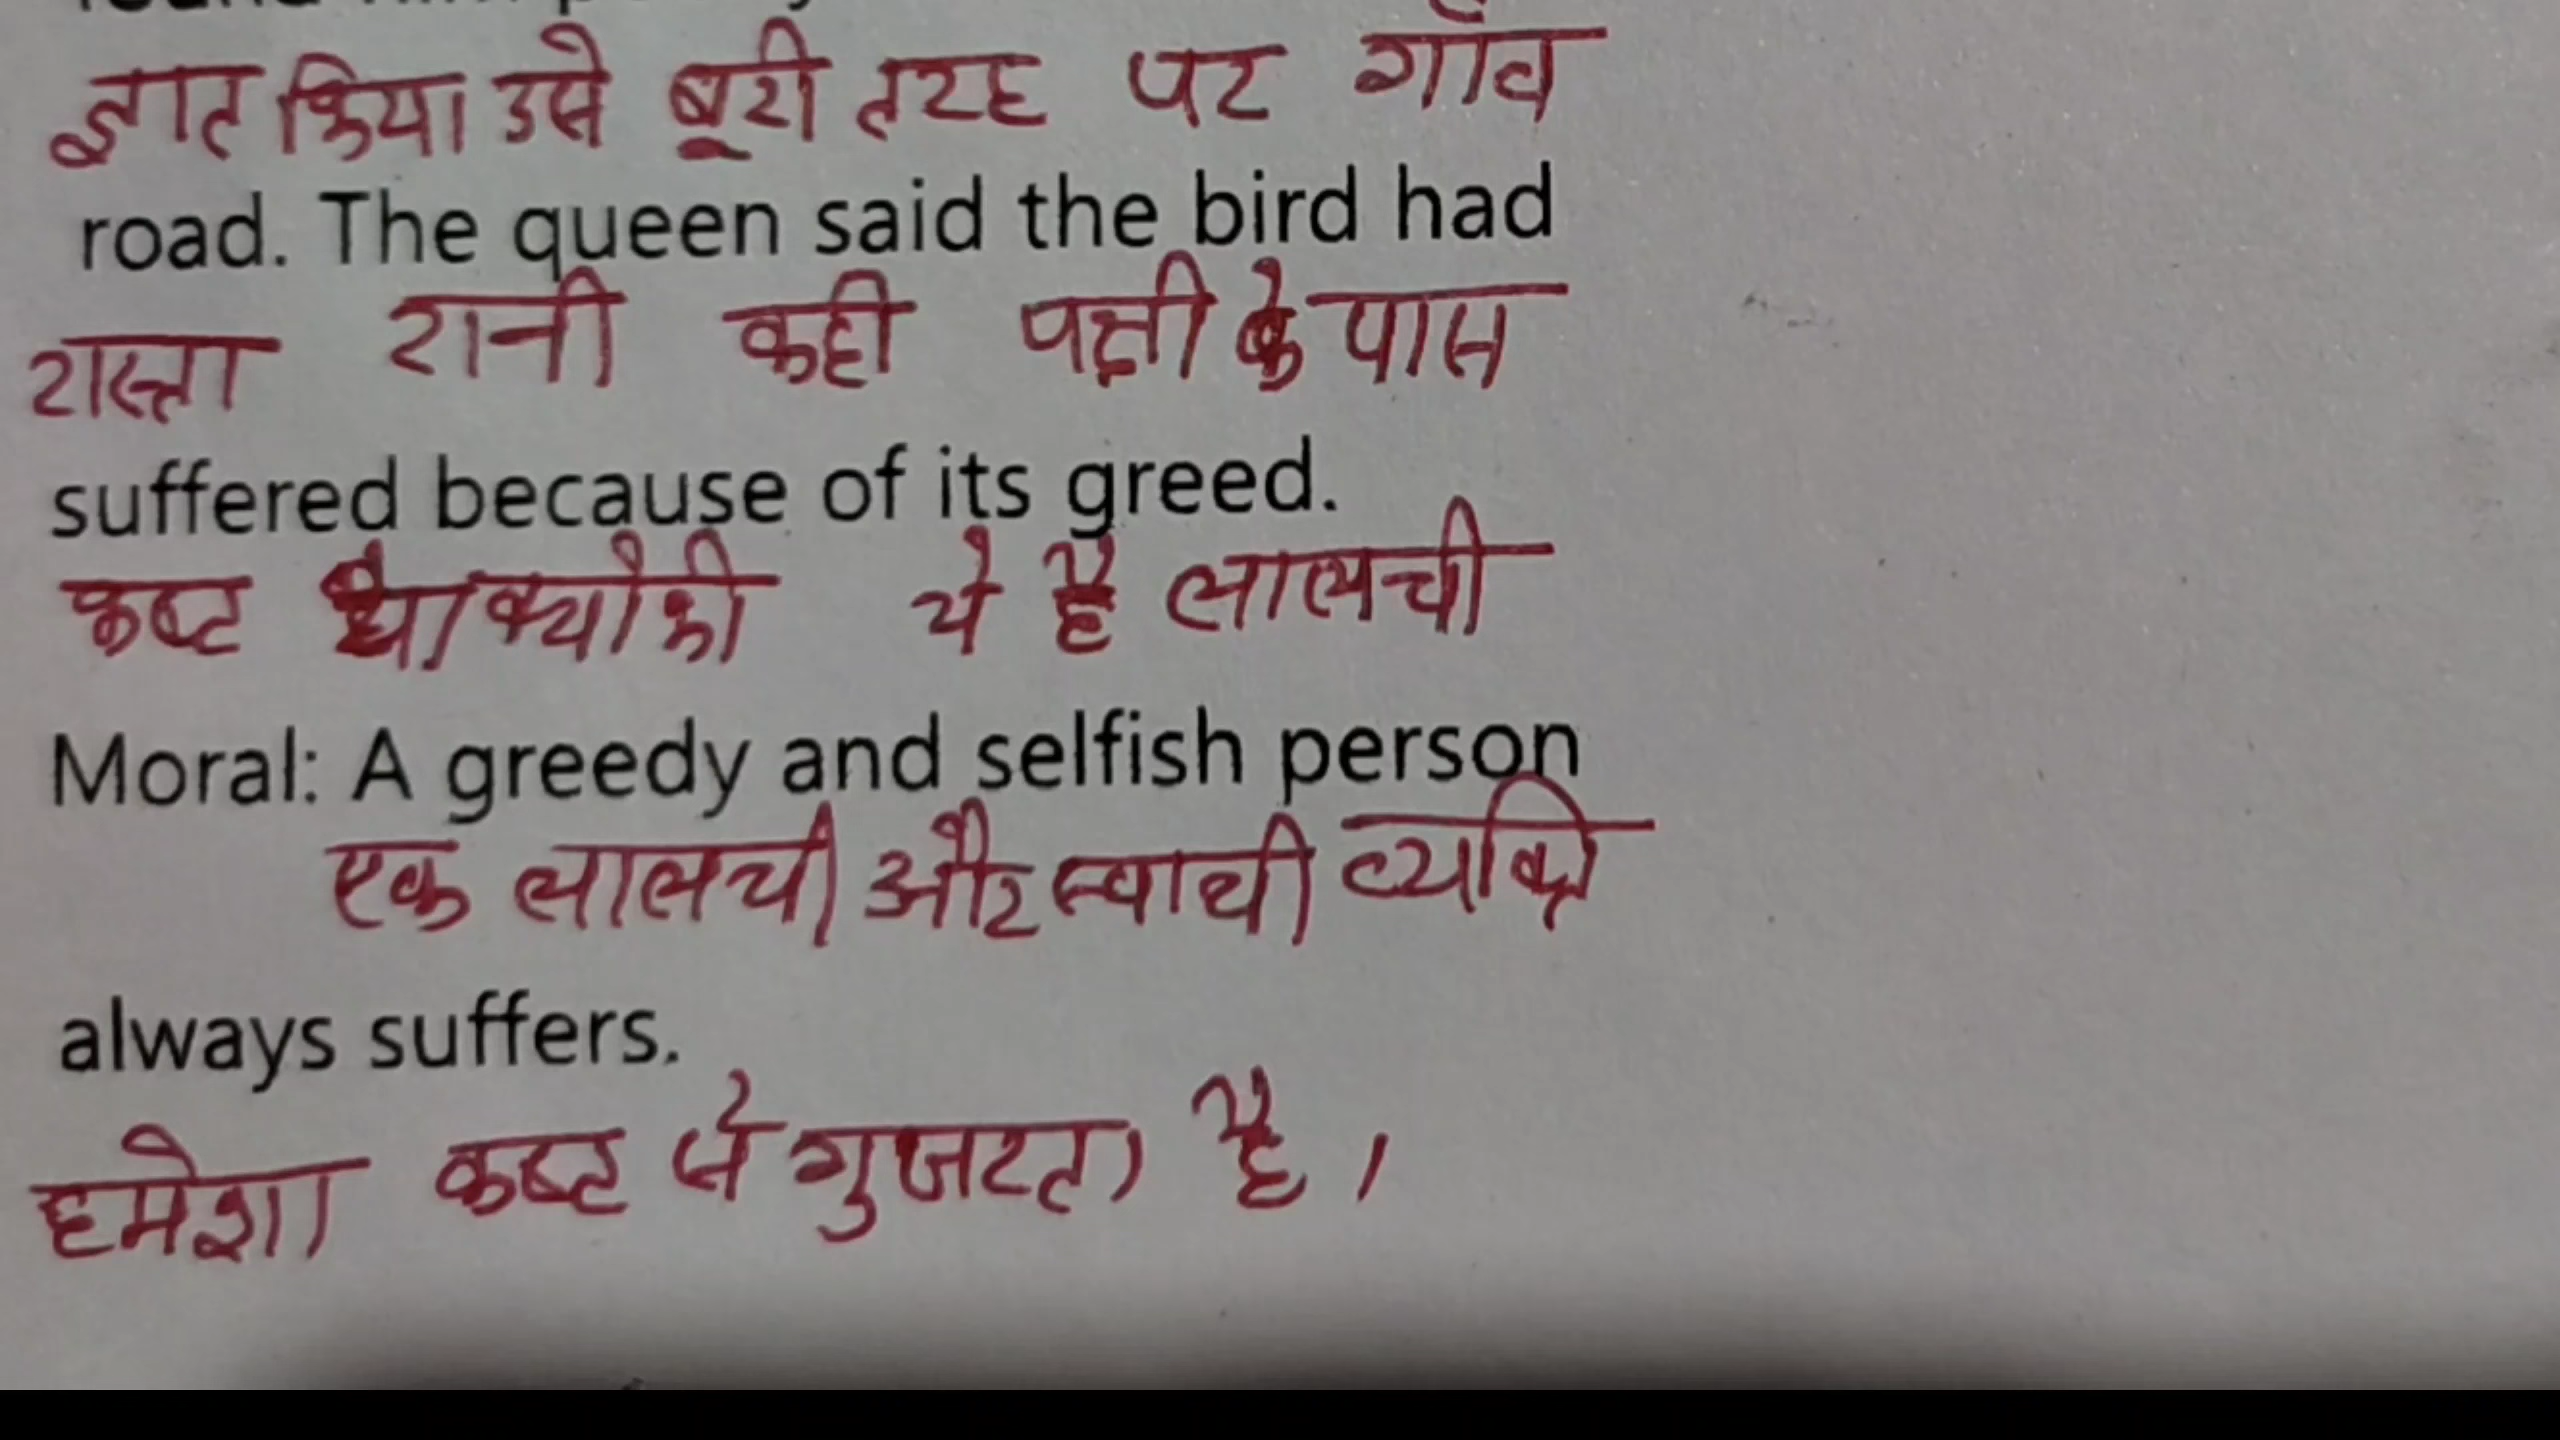 ज्ञात किया उसे बूरी तरह पर गाँव
road. The queen said the bird had
रास्ता रानी कही पक्षी के पास
suffered because of its greed.
कष्ट था क्योकी ये है लालची
Moral: A greedy and selfish person
एक लालची और स्वाथी व्यक्ति
always suffers.
हमेशा कष्ट से गुजरता है ।